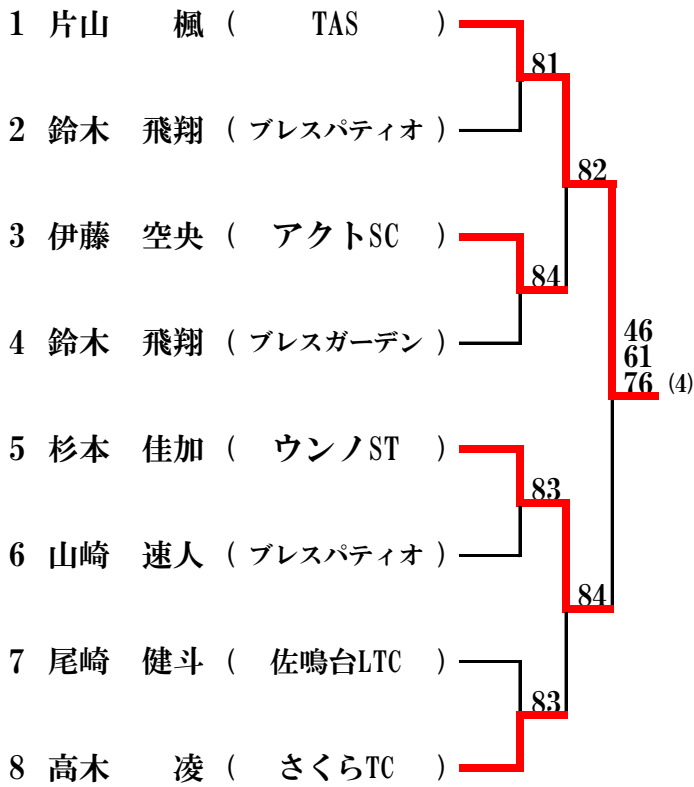 1 片山 楓 ( TAS )
81
2 鈴木 飛翔 ( ブレスパティオ )
82
3 伊藤 空央 ( アクトSC )
84
4 鈴木 飛翔 ( ブレスガーデン )
46
61
76 (4)
5 杉本 佳加 ( ウンノST )
83
6 山崎 速人 ( ブレスパティオ )
84
7 尾崎 健斗 ( 佐鳴台LTC )
83
8 高木 凌 ( さくらTC )